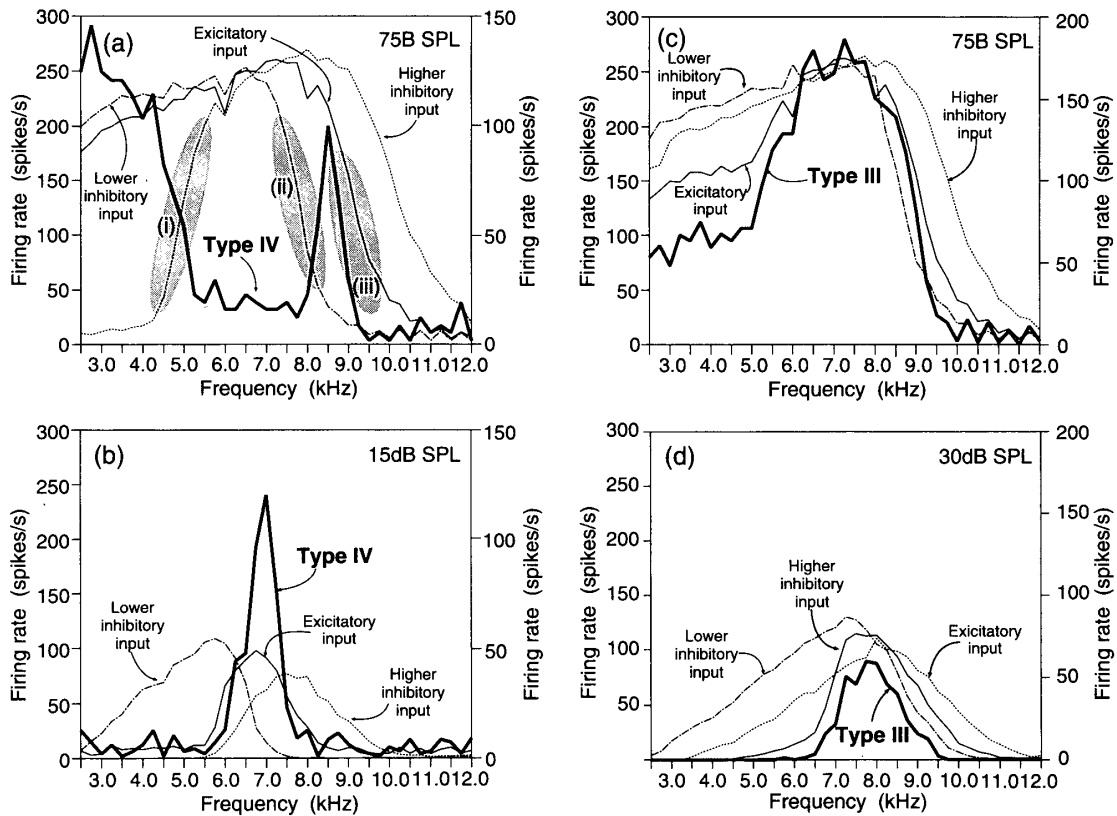 (a)
75B SPL
Exicitatory
input
Higher
inhibitory
input
Lower
inhibitory
input
(i)
(ii)
(iii)
Type IV
300
250
200
150
100
50
0
150
100
50
0
Firing rate (spikes/s)
Firing rate (spikes/s)
3.0 4.0 5.0 6.0 7.0 8.0 9.0 10.0 11.0 12.0
Frequency (kHz)
(c)
75B SPL
Lower
inhibitory
input
Higher
inhibitory
input
Exicitatory
input
Type III
300
250
200
150
100
50
0
200
150
100
50
0
Firing rate (spikes/s)
Firing rate (spikes/s)
3.0 4.0 5.0 6.0 7.0 8.0 9.0 10.0 11.0 12.0
Frequency (kHz)
(b)
15dB SPL
Type IV
Lower
inhibitory
input
Exicitatory
input
Higher
inhibitory
input
300
250
200
150
100
50
0
150
100
50
0
Firing rate (spikes/s)
Firing rate (spikes/s)
3.0 4.0 5.0 6.0 7.0 8.0 9.0 10.0 11.0 12.0
Frequency (kHz)
(d)
30dB SPL
Higher
inhibitory
input
Lower
inhibitory
input
Exicitatory
input
Type III
300
250
200
150
100
50
200
150
100
50
0
Firing rate (spikes/s)
Firing rate (spikes/s)
3.0 4.0 5.0 6.0 7.0 8.0 9.0 10.0 11.0 12.0
Frequency (kHz)